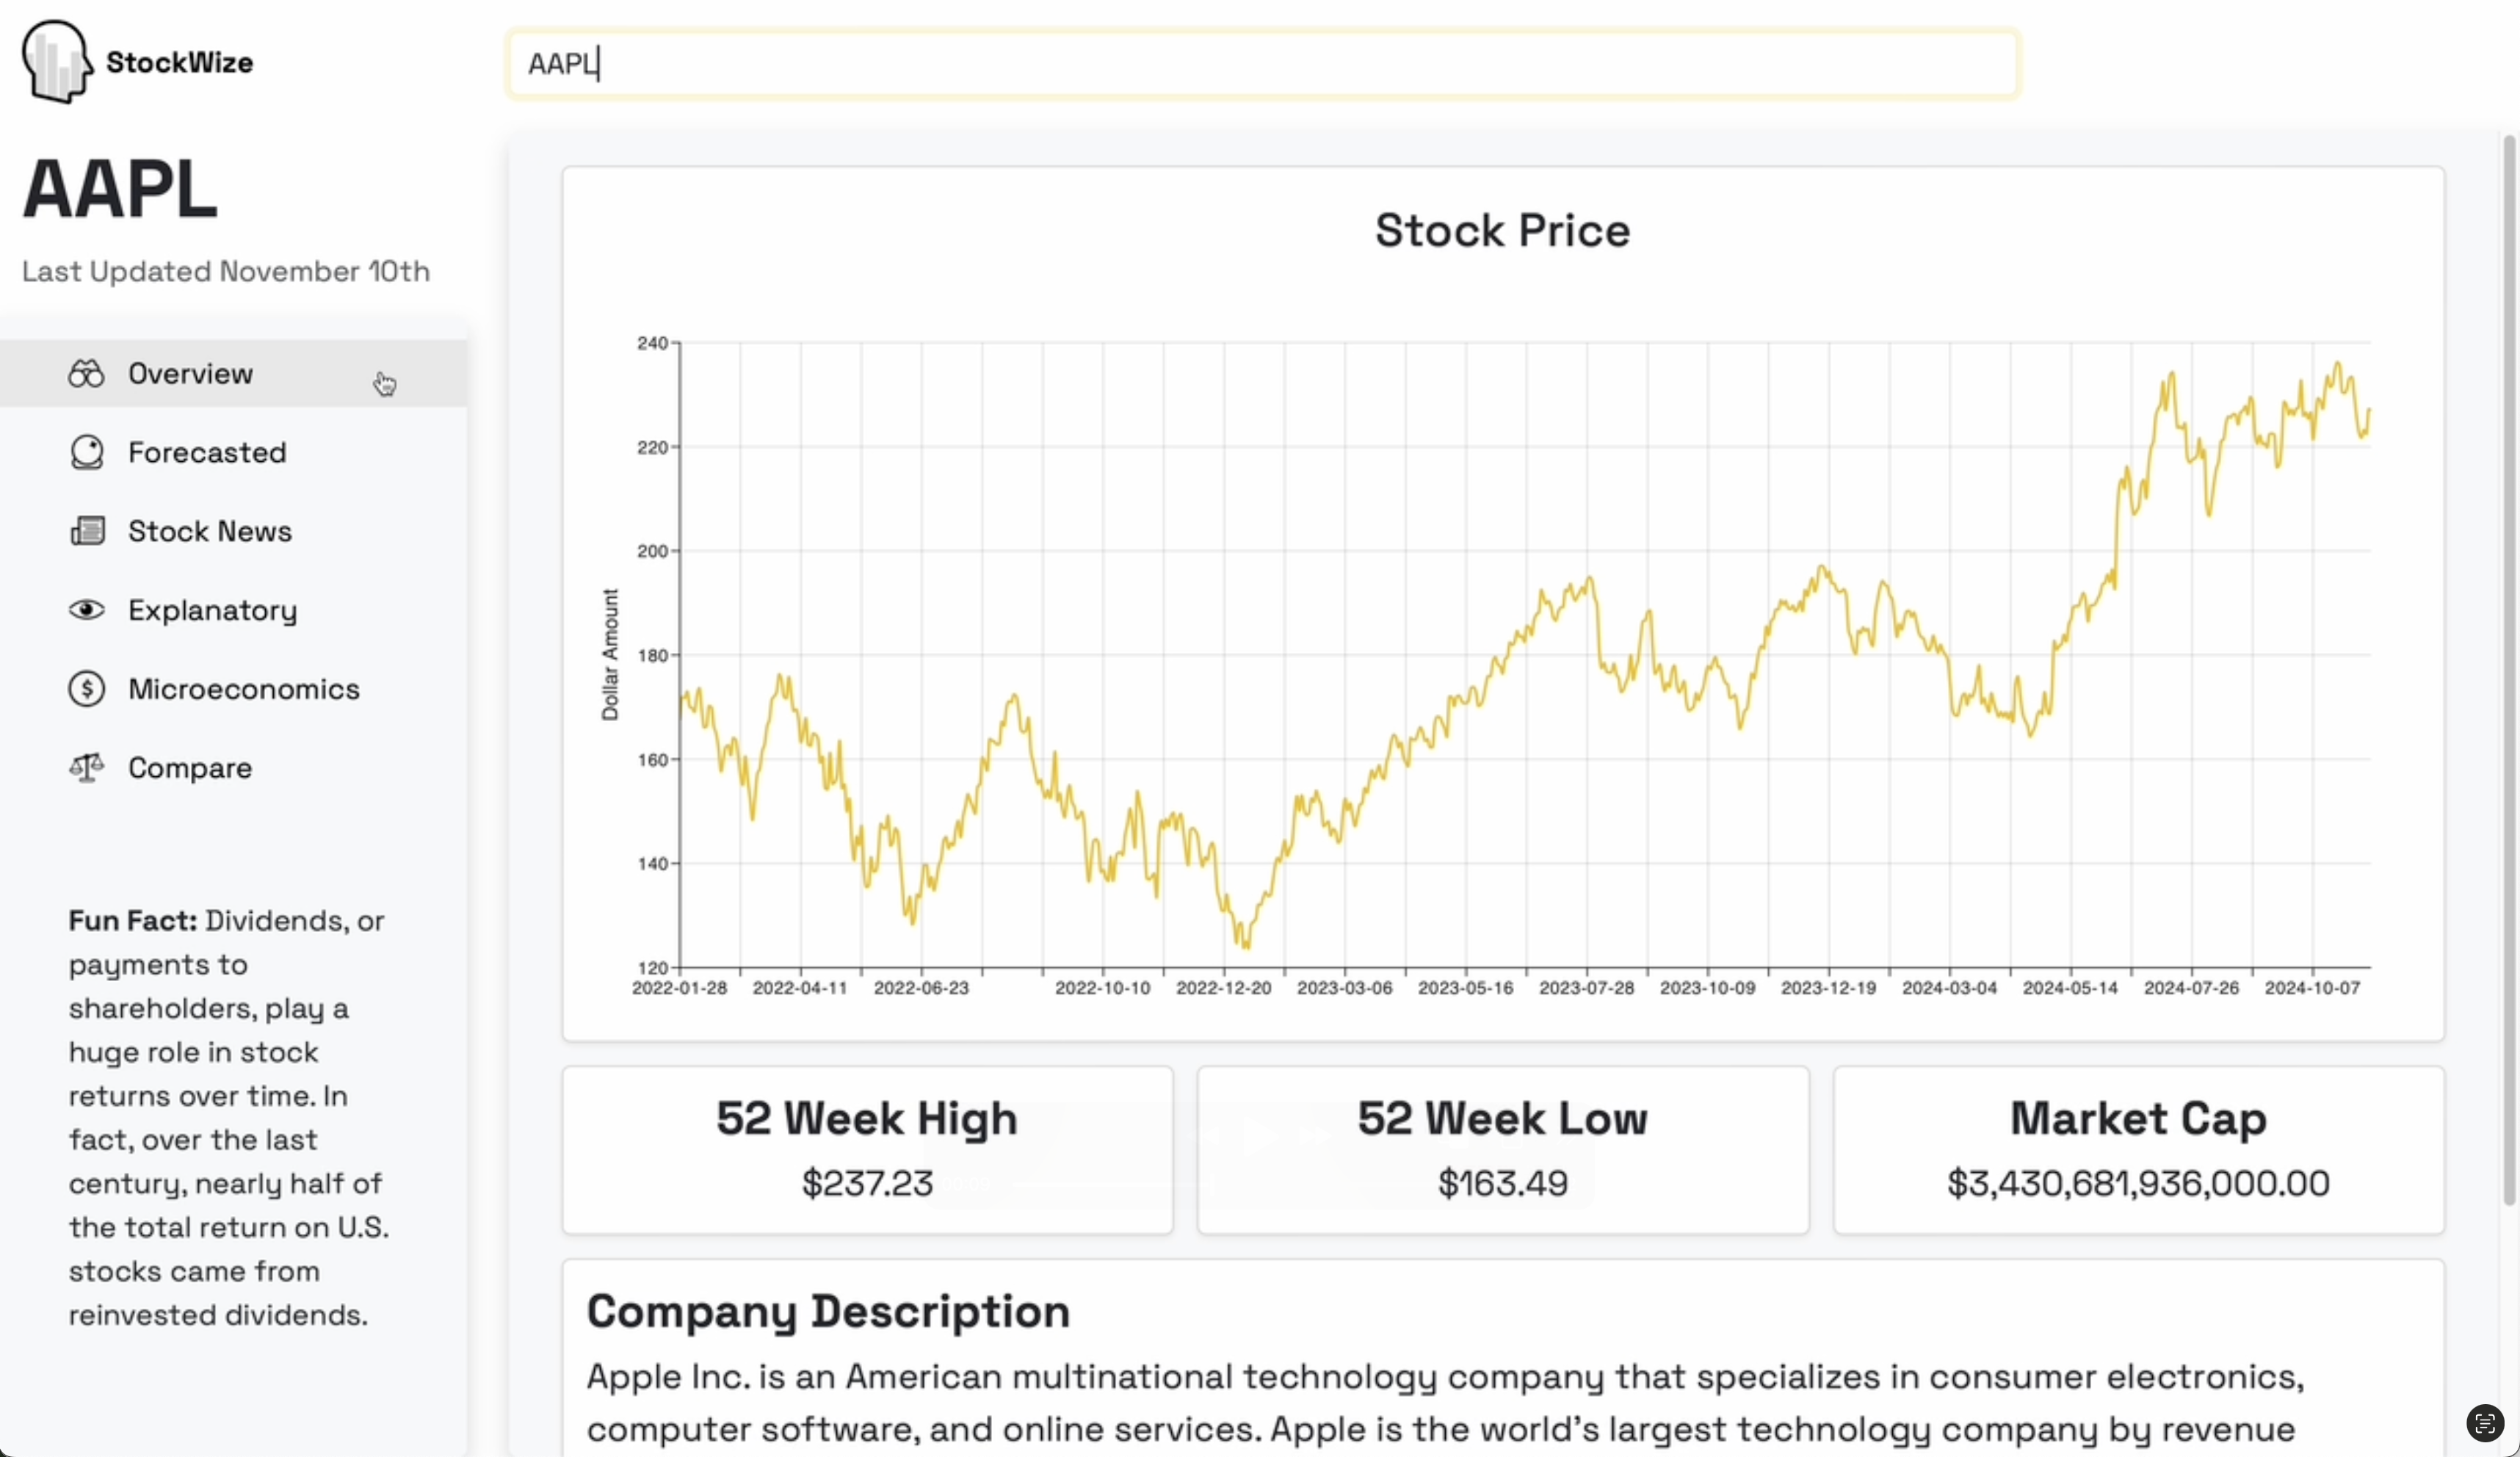 StockWize
AAPL
AAPL
Last Updated November 10th
Overview
Forecasted
Stock News
Explanatory
Microeconomics
Compare
Fun Fact: Dividends, or
payments to
shareholders, play a
huge role in stock
returns over time. In
fact, over the last
century, nearly half of
the total return on U.S.
stocks came from
reinvested dividends.
Stock Price
Dollar Amount
240
220
200
180
160
140
120
2022-01-28 2022-04-11 2022-06-23 2022-10-10 2022-12-20 2023-03-06 2023-05-16 2023-07-28 2023-10-09 2023-12-19 2024-03-04 2024-05-14 2024-07-26 2024-10-07
52 Week High
$237.23
52 Week Low
$163.49
Market Cap
$3,430,681,936,000.00
Company Description
Apple Inc. is an American multinational technology company that specializes in consumer electronics,
computer software, and online services. Apple is the world's largest technology company by revenue